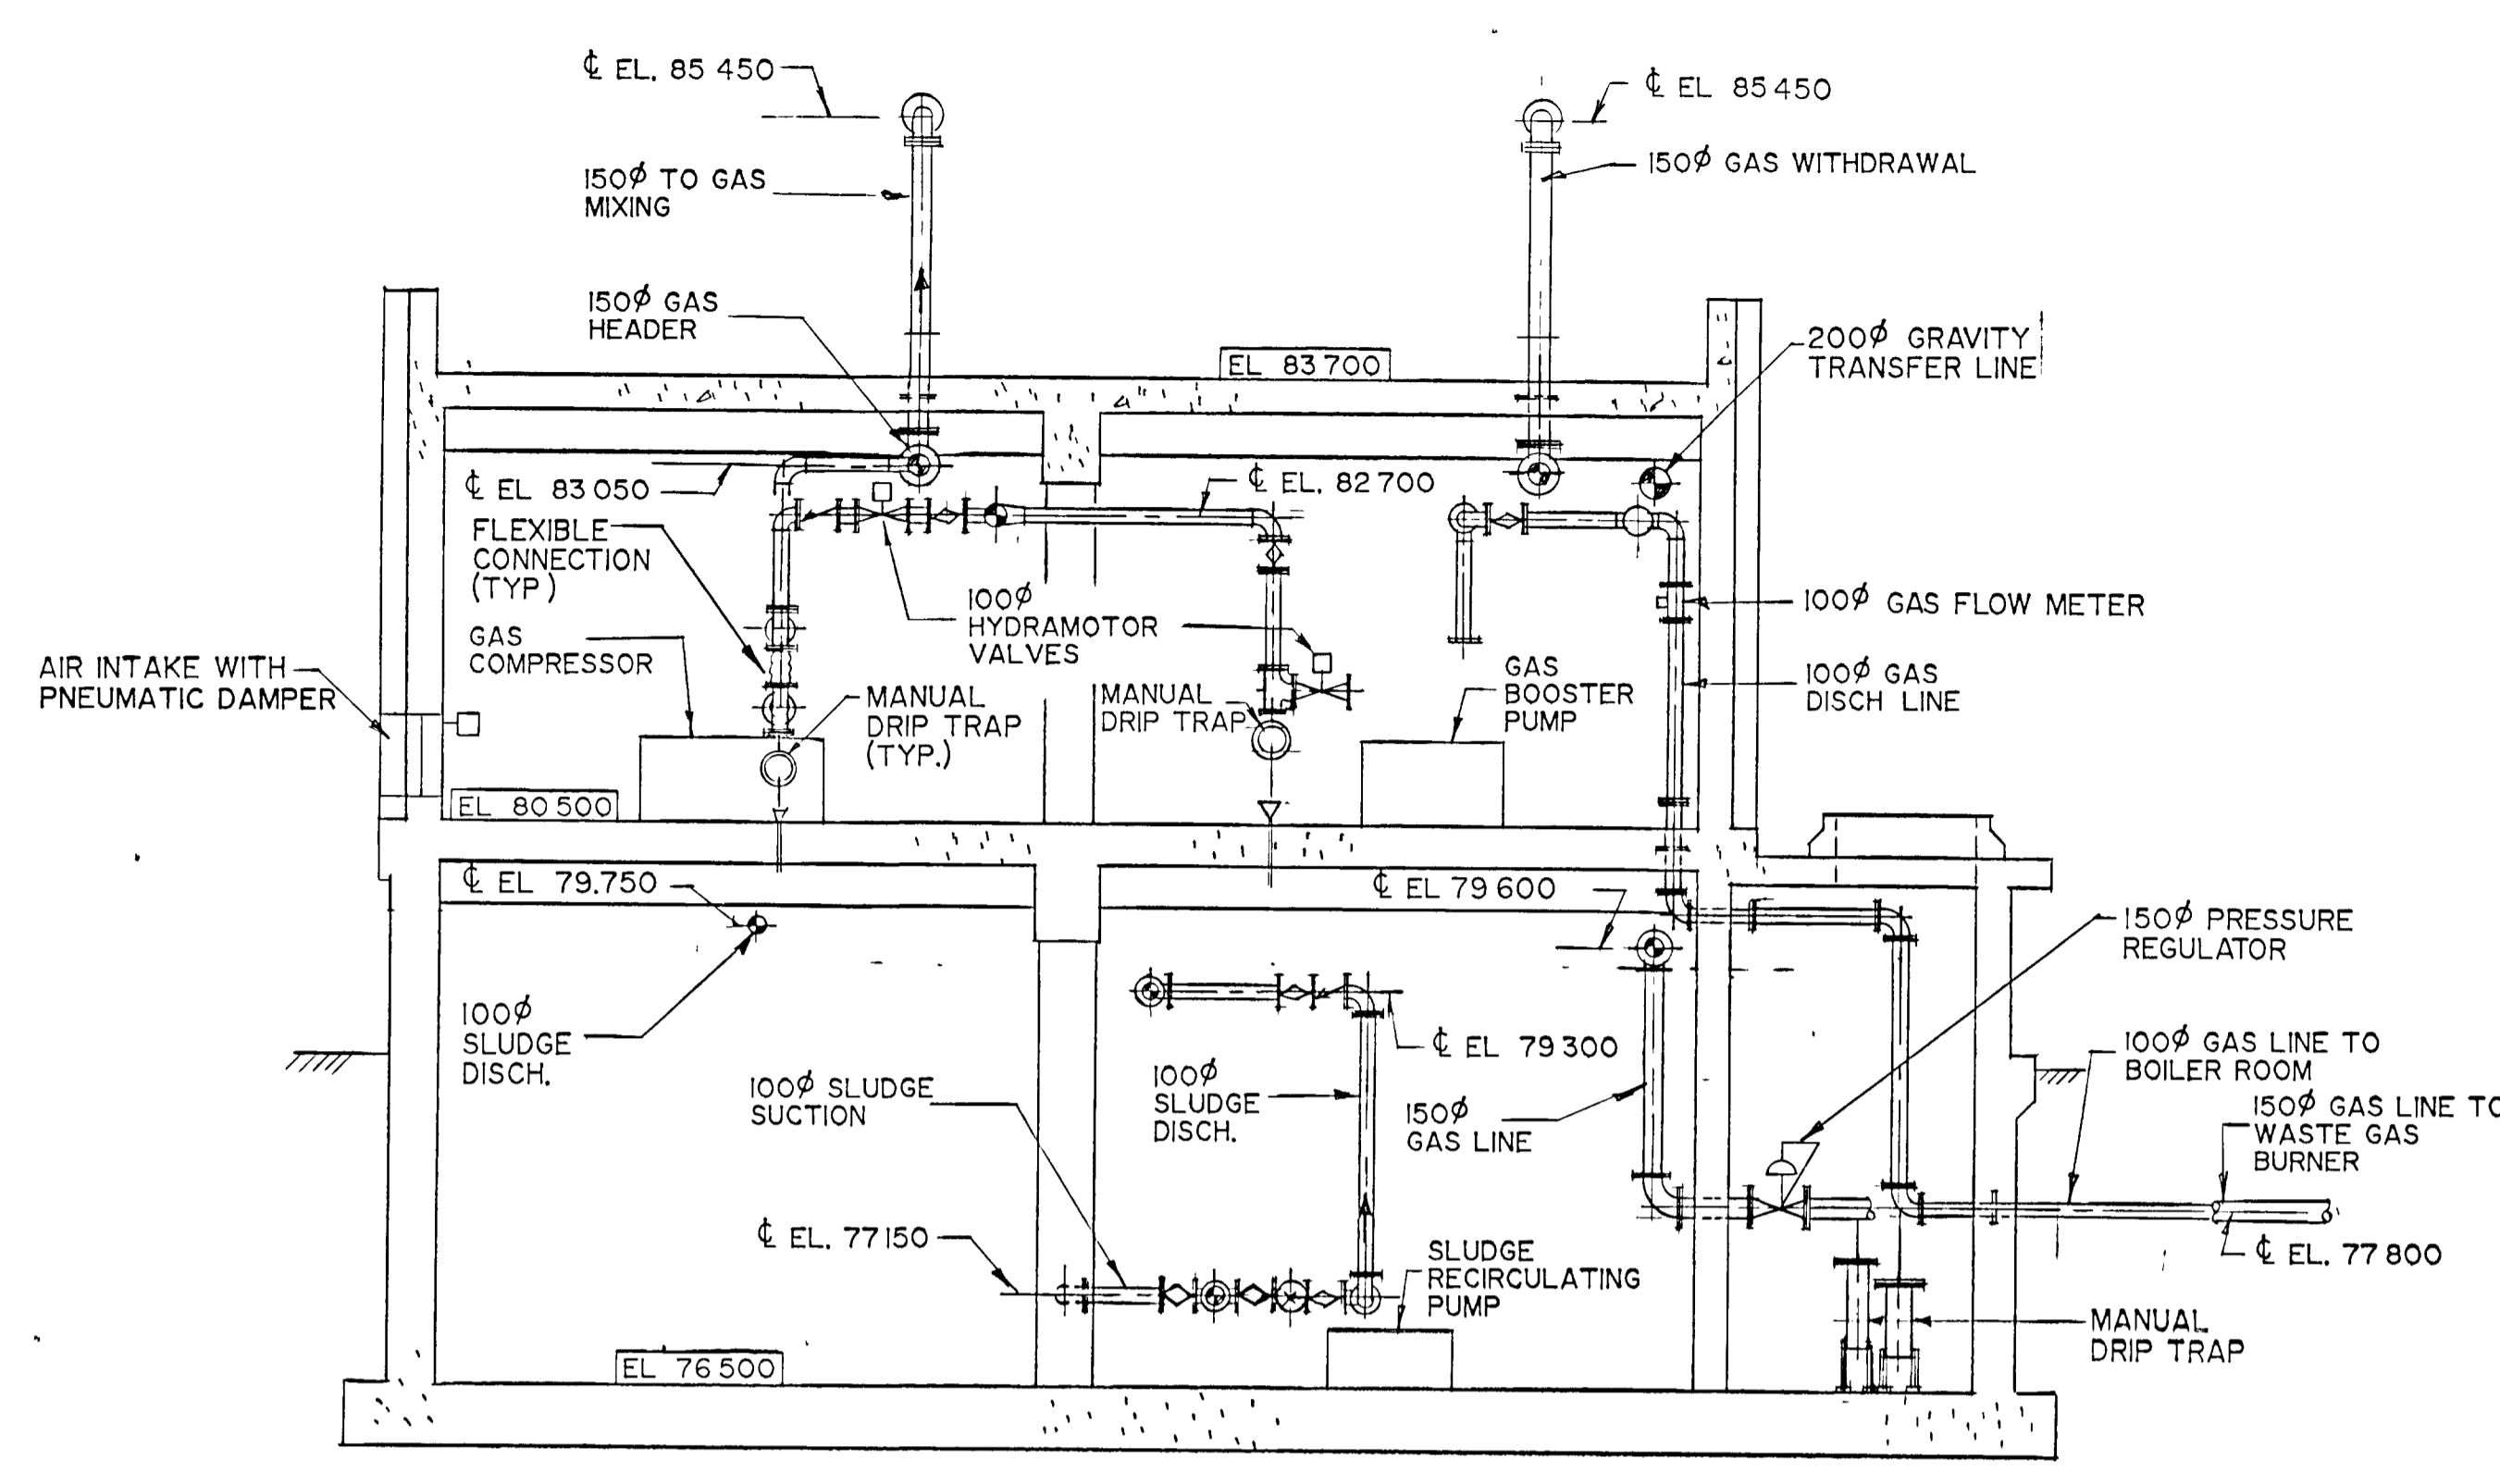 ℄ EL. 85 450
℄ EL 85 450
150⌀ TO GAS
MIXING
150⌀ GAS WITHDRAWAL
150⌀ GAS
HEADER
EL 83 700
200⌀ GRAVITY
TRANSFER LINE
℄ EL 83 050
℄ EL. 82 700
FLEXIBLE
CONNECTION
(TYP)
100⌀
HYDRAMOTOR
VALVES
100⌀ GAS FLOW METER
GAS
COMPRESSOR
AIR INTAKE WITH
PNEUMATIC DAMPER
MANUAL
DRIP TRAP
(TYP.)
MANUAL
DRIP TRAP
GAS
BOOSTER
PUMP
100⌀ GAS
DISCH LINE
EL 80 500
℄ EL 79.750
℄ EL 79 600
150⌀ PRESSURE
REGULATOR
100⌀
SLUDGE
DISCH.
℄ EL 79 300
100⌀ GAS LINE TO
BOILER ROOM
100⌀ SLUDGE
SUCTION
100⌀
SLUDGE
DISCH.
150⌀
GAS LINE
150⌀ GAS LINE TO
WASTE GAS
BURNER
℄ EL. 77 150
SLUDGE
RECIRCULATING
PUMP
℄ EL. 77 800
MANUAL
DRIP TRAP
EL 76 500